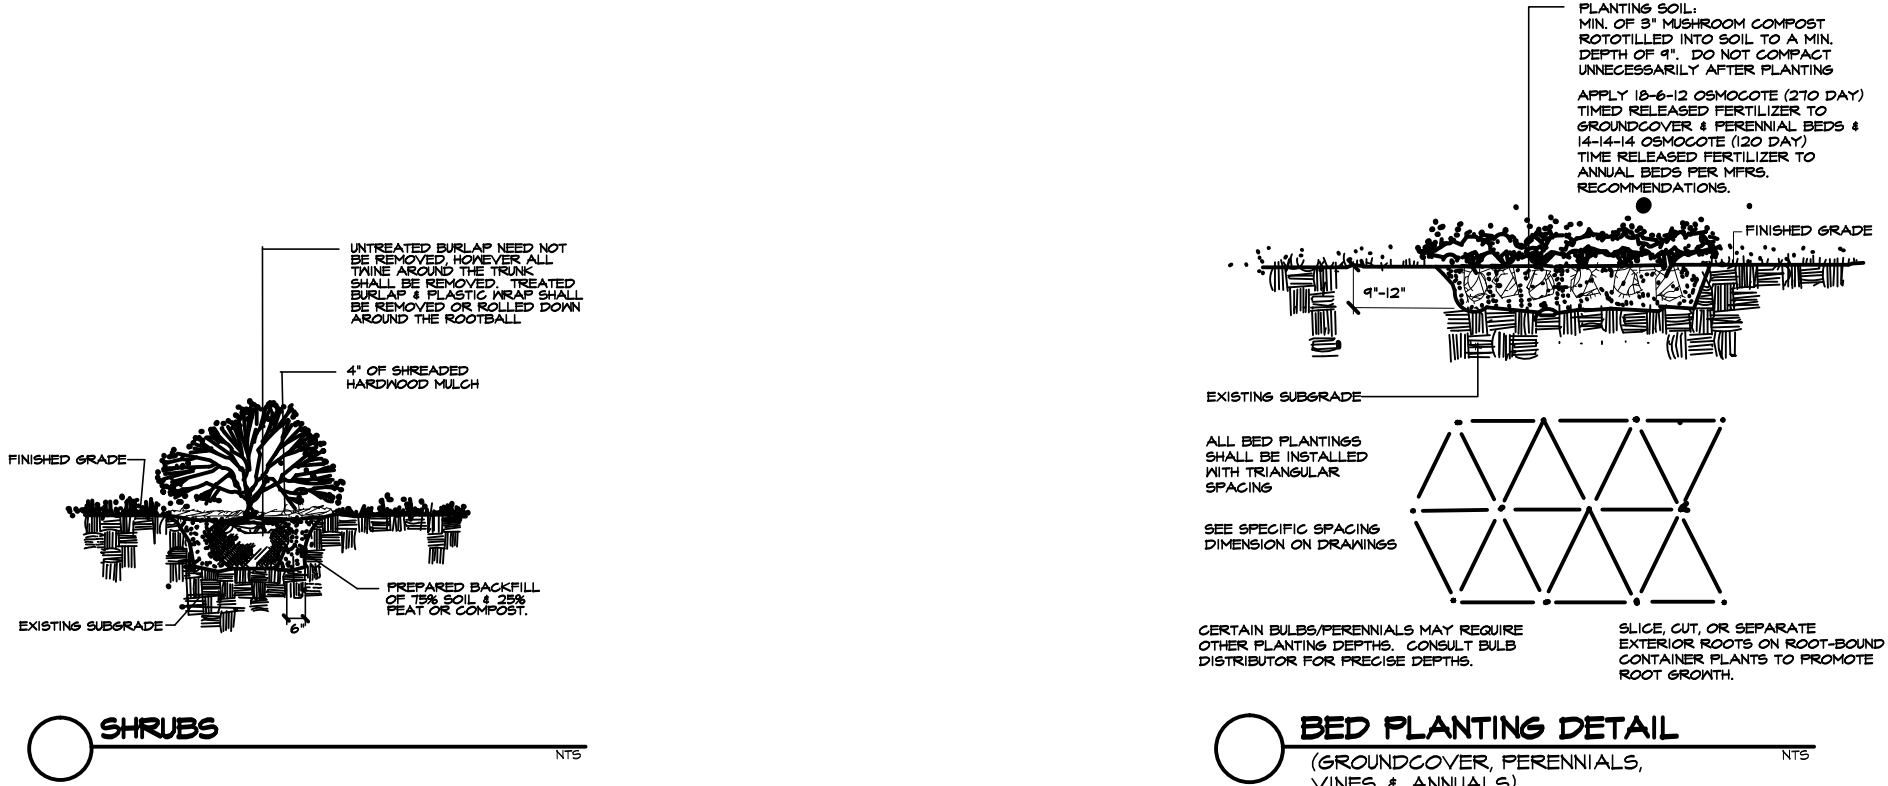 UNTREATED BURLAP NEED NOT
BE REMOVED, HOWEVER ALL
TWINE AROUND THE TRUNK
SHALL BE REMOVED. TREATED
BURLAP & PLASTIC WRAP SHALL
BE REMOVED OR ROLLED DOWN
AROUND THE ROOTBALL
4" OF SHREADED
HARDWOOD MULCH
FINISHED GRADE
PREPARED BACKFILL
OF 75% SOIL & 25%
PEAT OR COMPOST.
EXISTING SUBGRADE
6"
SHRUBS
NTS
PLANTING SOIL:
MIN. OF 3" MUSHROOM COMPOST
ROTOTILLED INTO SOIL TO A MIN.
DEPTH OF 9". DO NOT COMPACT
UNNECESSARILY AFTER PLANTING
APPLY 18-6-12 OSMOCOTE (270 DAY)
TIMED RELEASED FERTILIZER TO
GROUNDCOVER & PERENNIAL BEDS &
14-14-14 OSMOCOTE (120 DAY)
TIME RELEASED FERTILIZER TO
ANNUAL BEDS PER MFRS.
RECOMMENDATIONS.
FINISHED GRADE
9"-12"
EXISTING SUBGRADE
ALL BED PLANTINGS
SHALL BE INSTALLED
WITH TRIANGULAR
SPACING
SEE SPECIFIC SPACING
DIMENSION ON DRAWINGS
CERTAIN BULBS/PERENNIALS MAY REQUIRE
OTHER PLANTING DEPTHS. CONSULT BULB
DISTRIBUTOR FOR PRECISE DEPTHS.
SLICE, CUT, OR SEPARATE
EXTERIOR ROOTS ON ROOT-BOUND
CONTAINER PLANTS TO PROMOTE
ROOT GROWTH.
BED PLANTING DETAIL
NTS
(GROUNDCOVER, PERENNIALS,
VINES & ANNUALS)